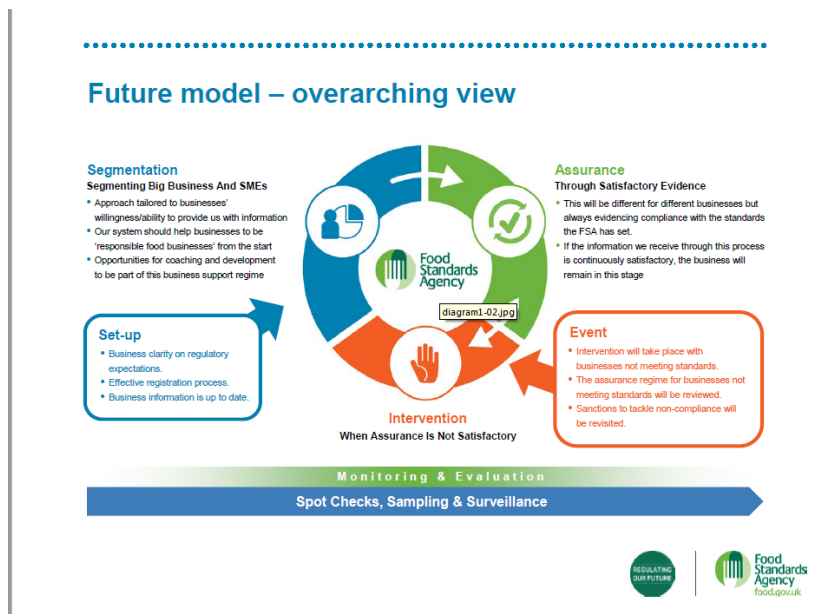 Future model – overarching view
Segmentation
Segmenting Big Business And SMEs
• Approach tailored to businesses'
willingness/ability to provide us with information
• Our system should help businesses to be
'responsible food businesses' from the start
• Opportunities for coaching and development
to be part of this business support regime
Assurance
Through Satisfactory Evidence
• This will be different for different businesses but
always evidencing compliance with the standards
the FSA has set.
• If the information we receive through this process
is continuously satisfactory, the business will
remain in this stage
Food
Standards
Agency
diagram1-02.jpg
Set-up
• Business clarity on regulatory
expectations.
• Effective registration process.
• Business information is up to date.
Event
• Intervention will take place with
businesses not meeting standards.
• The assurance regime for businesses not
meeting standards will be reviewed.
• Sanctions to tackle non-compliance will
be revisited.
Intervention
When Assurance Is Not Satisfactory
Monitoring & Evaluation
Spot Checks, Sampling & Surveillance
REGULATING
OUR FUTURE
Food
Standards
Agency
food.gov.uk